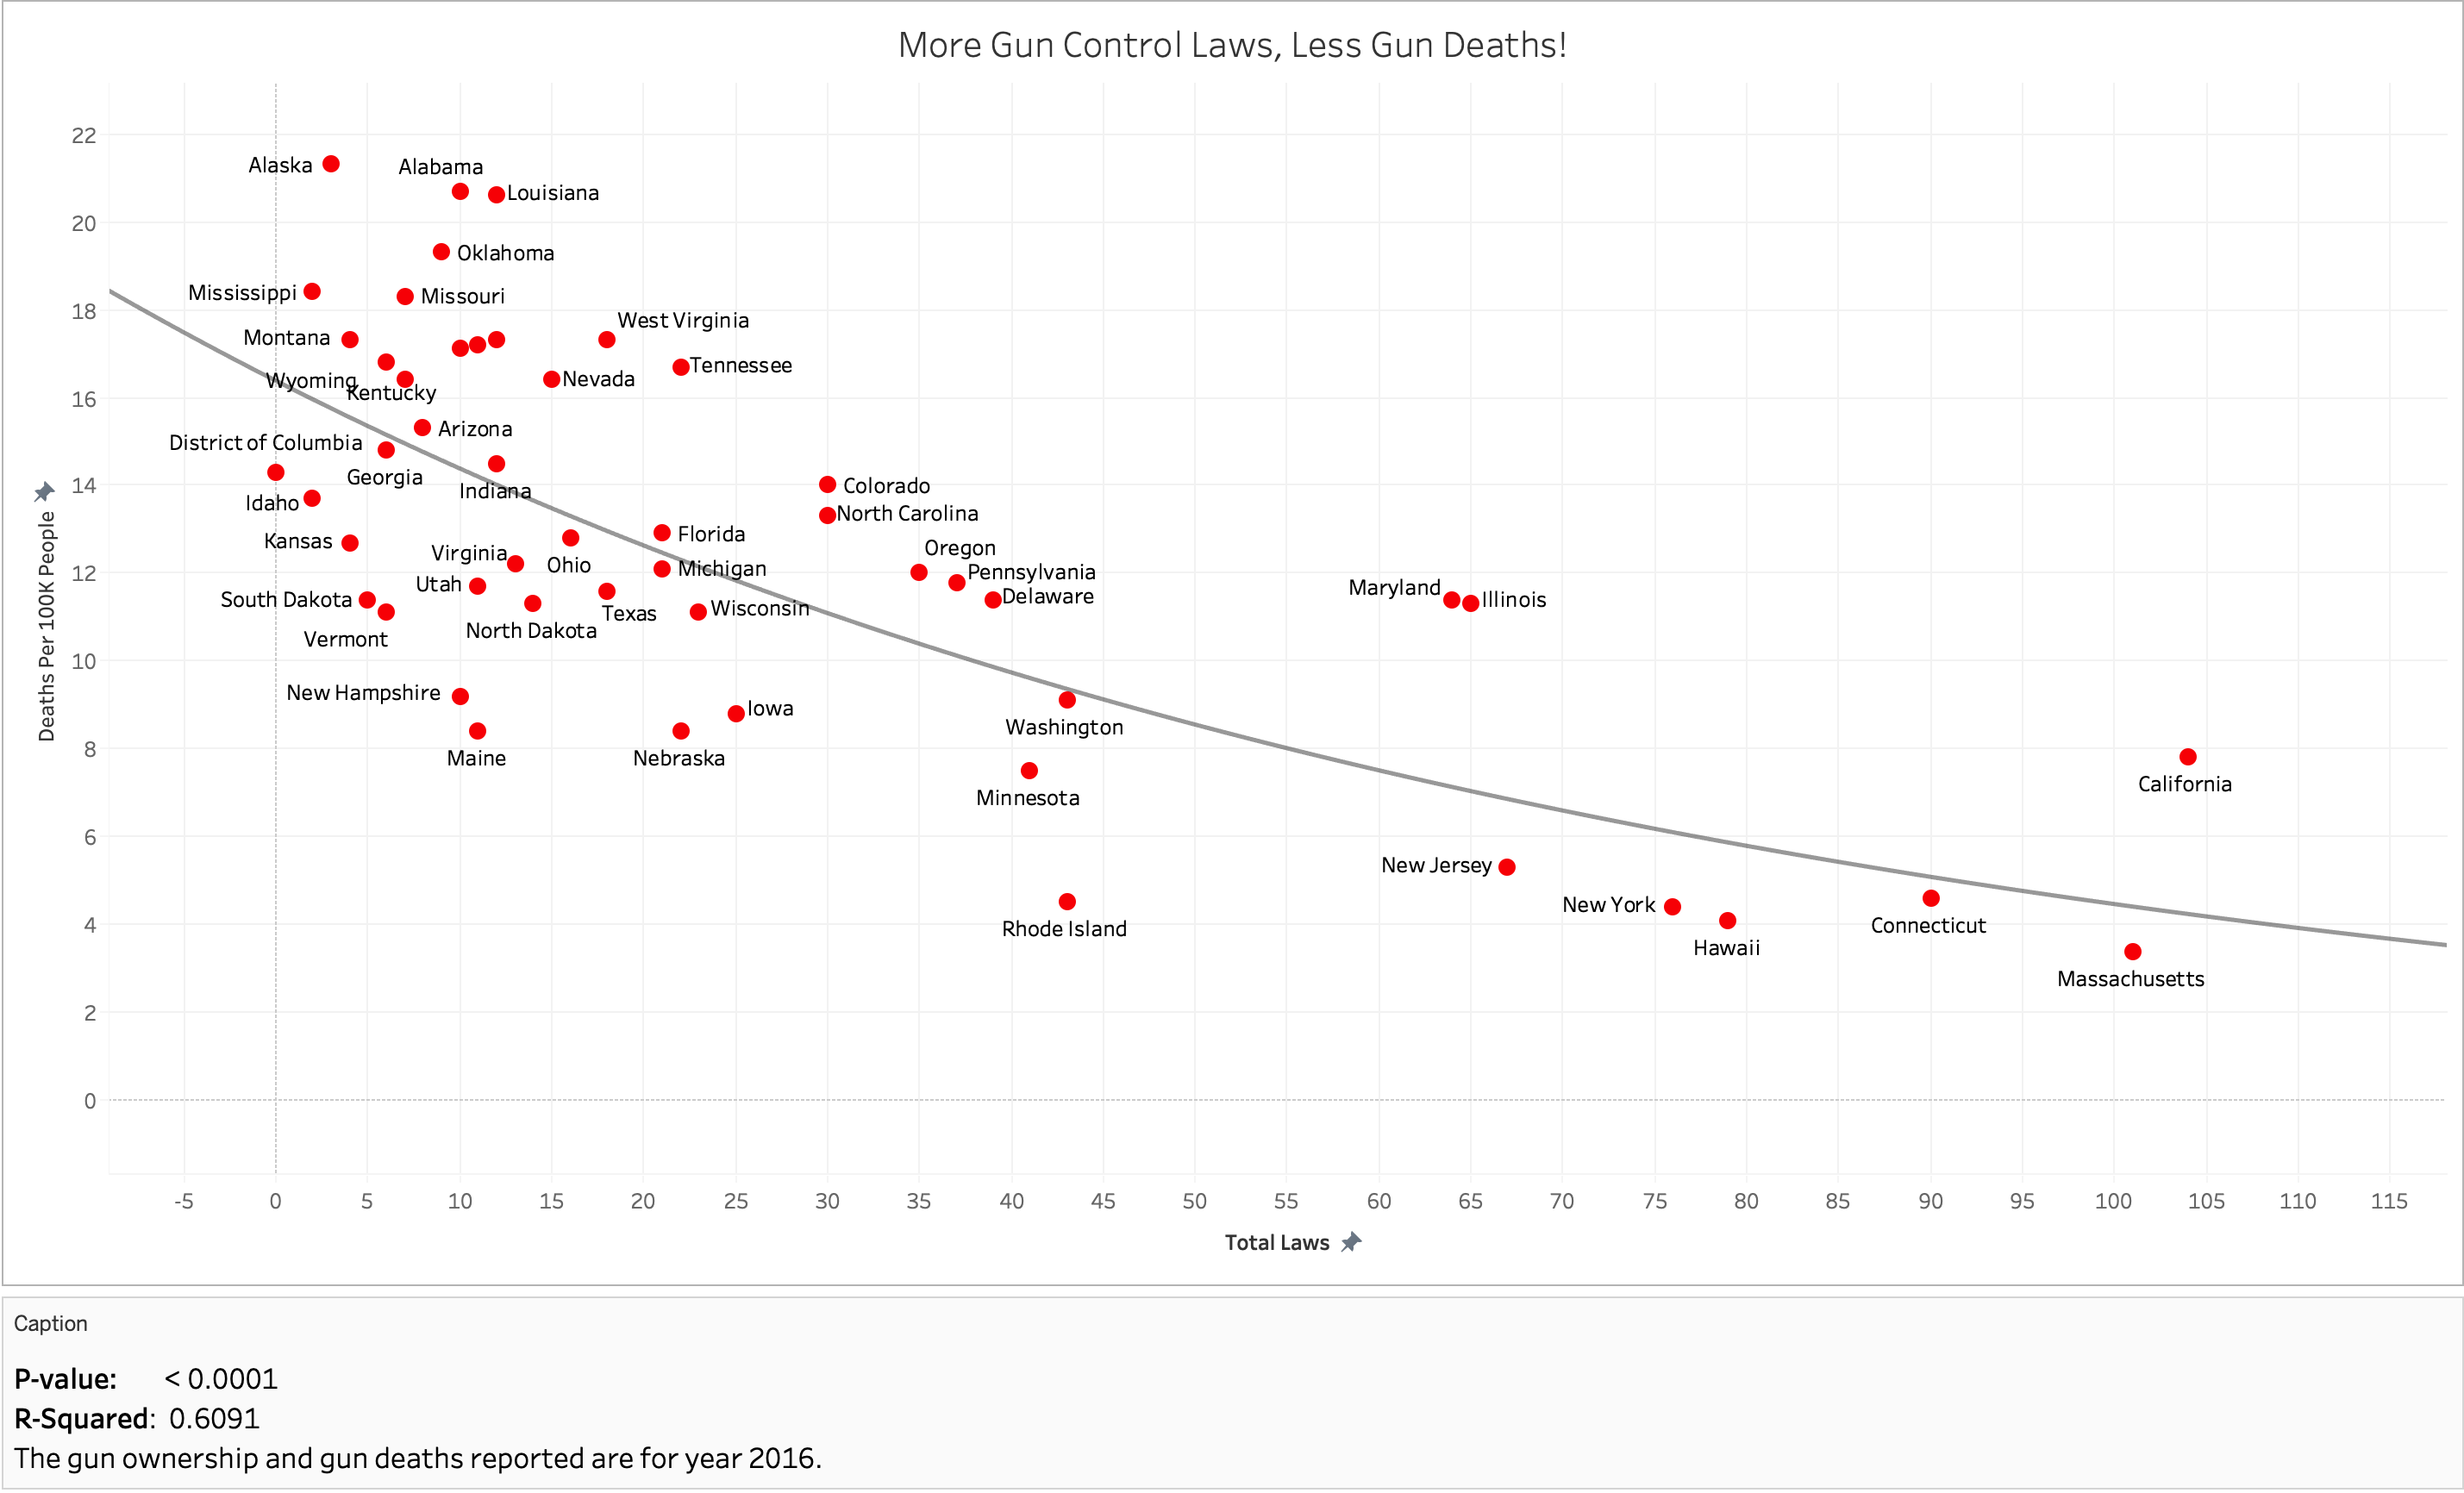 More Gun Control Laws, Less Gun Deaths!
22
Alaska
Alabama
Louisiana
20
Oklahoma
Mississippi
Missouri
18
West Virginia
Montana
Tennessee
Wyoming
Nevada
Kentucky
16
Arizona
District of Columbia
Georgia
Indiana
14
Colorado
Idaho
North Carolina
Florida
Kansas
Virginia
Oregon
Ohio
12
Michigan
Pennsylvania
Utah
Maryland
Delaware
South Dakota
Illinois
Texas
Wisconsin
North Dakota
Vermont
10
New Hampshire
Iowa
Washington
8
Maine
Nebraska
California
Minnesota
6
New Jersey
New York
4
Rhode Island
Connecticut
Hawaii
Massachusetts
2
0
Deaths Per 100K People
-5 0 5 10 15 20 25 30 35 40 45 50 55 60 65 70 75 80 85 90 95 100 105 110 115
Total Laws
Caption
P-value: < 0.0001
R-Squared: 0.6091
The gun ownership and gun deaths reported are for year 2016.